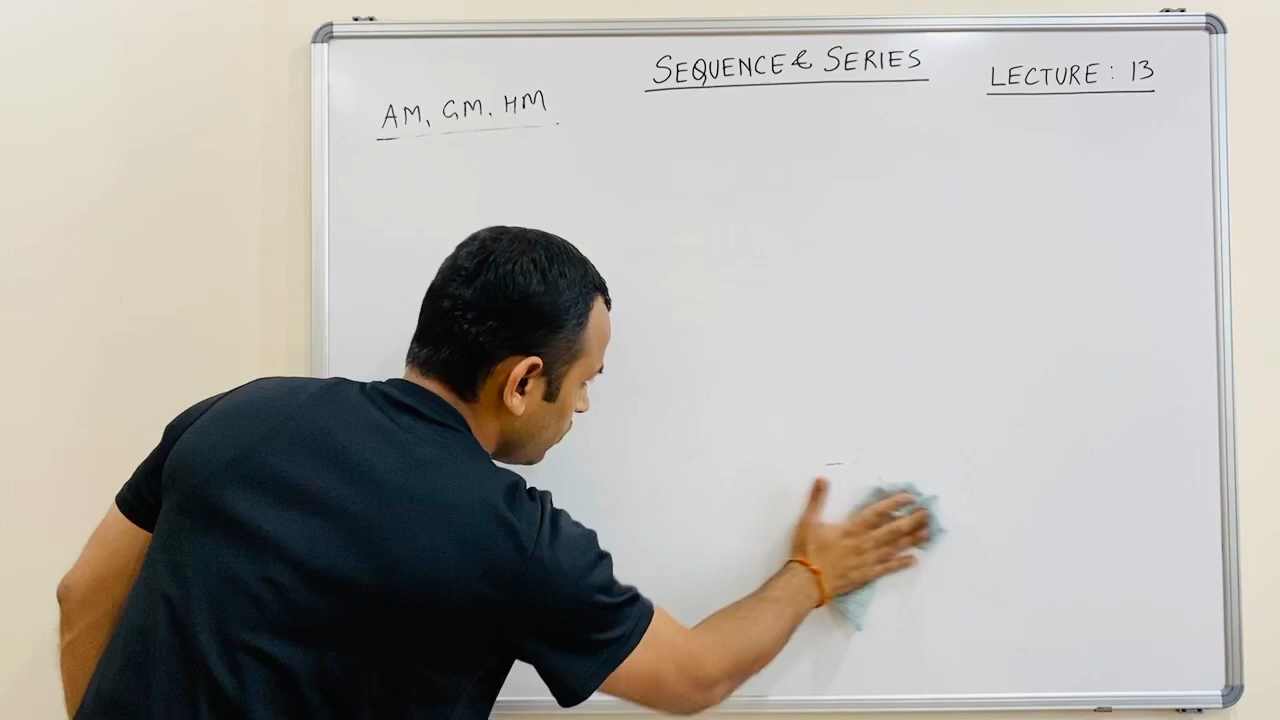 SEQUENCE & SERIES
LECTURE : 13
AM, GM, HM